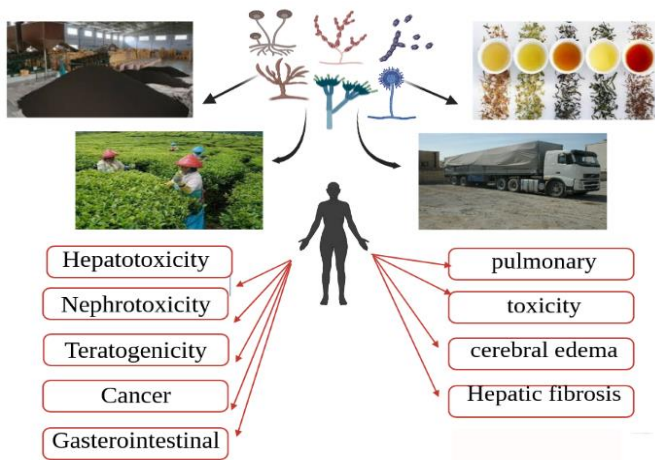 Hepatotoxicity
Nephrotoxicity
Teratogenicity
Cancer
Gasterointestinal
pulmonary
toxicity
cerebral edema
Hepatic fibrosis